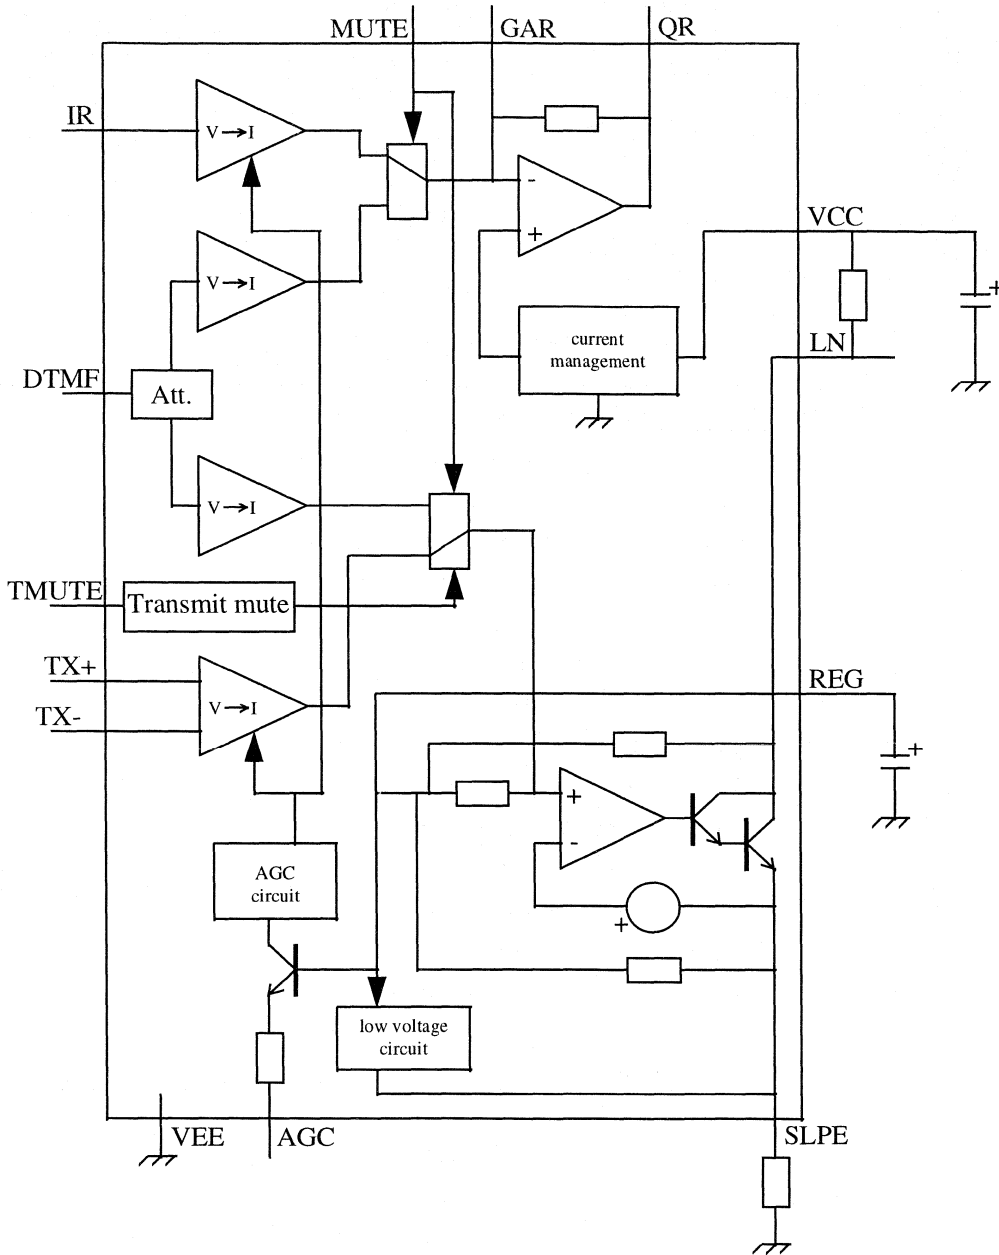 MUTE GAR QR
IR
V→I
-
+
VCC
V→I
+
current
management
LN
DTMF
Att.
V→I
TMUTE
Transmit mute
TX+
REG
TX-
V→I
+
+
-
AGC
circuit
+
low voltage
circuit
VEE AGC SLPE